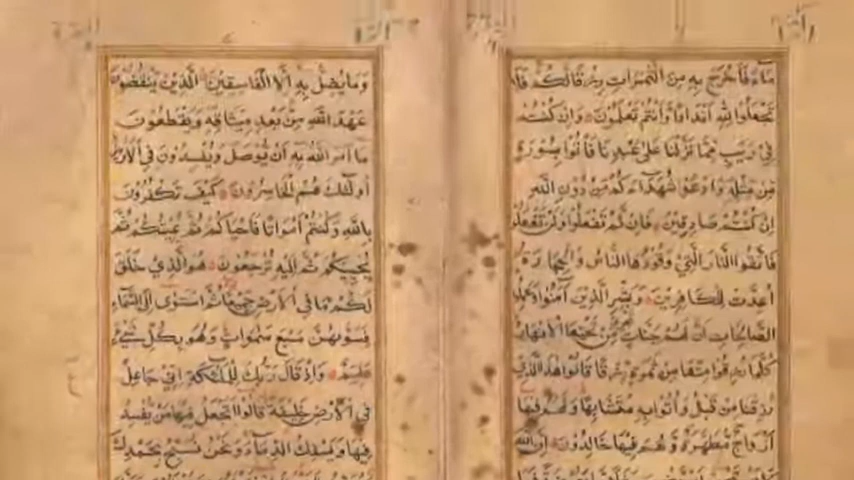 ماء فأخرج به من الثمرات رزقا لكم فلا
تجعلوا لله أندادا وأنتم تعلمون وإن كنتم
في ريب مما نزلنا على عبدنا فأتوا بسورة
من مثله وادعوا شهداءكم من دون الله
إن كنتم صادقين فإن لم تفعلوا ولن تفعلوا
فاتقوا النار التي وقودها الناس والحجارة
أعدت للكافرين وبشر الذين آمنوا وعملوا
الصالحات أن لهم جنات تجري من تحتها الأنهار
كلما رزقوا منها من ثمرة رزقا قالوا هذا الذي
رزقنا من قبل وأتوا به متشابها ولهم فيها
أزواج مطهرة وهم فيها خالدون إن الله
وما يضل به إلا الفاسقين الذين ينقضون
عهد الله من بعد ميثاقه ويقطعون
ما أمر الله به أن يوصل ويفسدون في الأرض
أولئك هم الخاسرون كيف تكفرون
بالله وكنتم أمواتا فأحياكم ثم يميتكم ثم
يحييكم ثم إليه ترجعون هو الذي خلق
لكم ما في الأرض جميعا ثم استوى إلى السماء
فسويهن سبع سموات وهو بكل شيء
عليم وإذ قال ربك للملئكة إني جاعل
في الأرض خليفة قالوا أتجعل فيها من يفسد
فيها ويسفك الدماء ونحن نسبح بحمدك